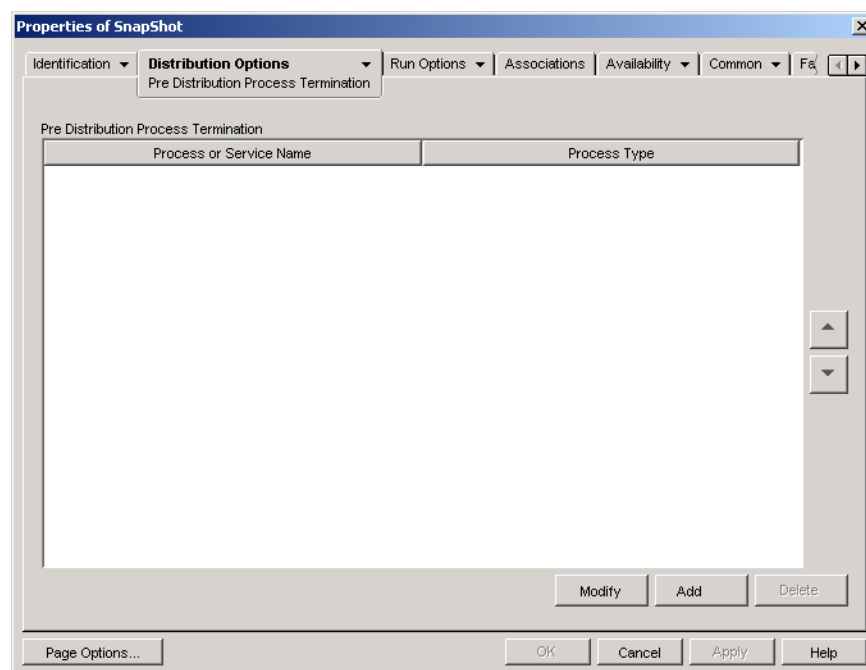 Properties of SnapShot
Identification
Distribution Options
Pre Distribution Process Termination
Run Options
Associations
Availability
Common
Fa
Pre Distribution Process Termination
Process or Service Name
Process Type
Modify
Add
Delete
Page Options...
OK
Cancel
Apply
Help